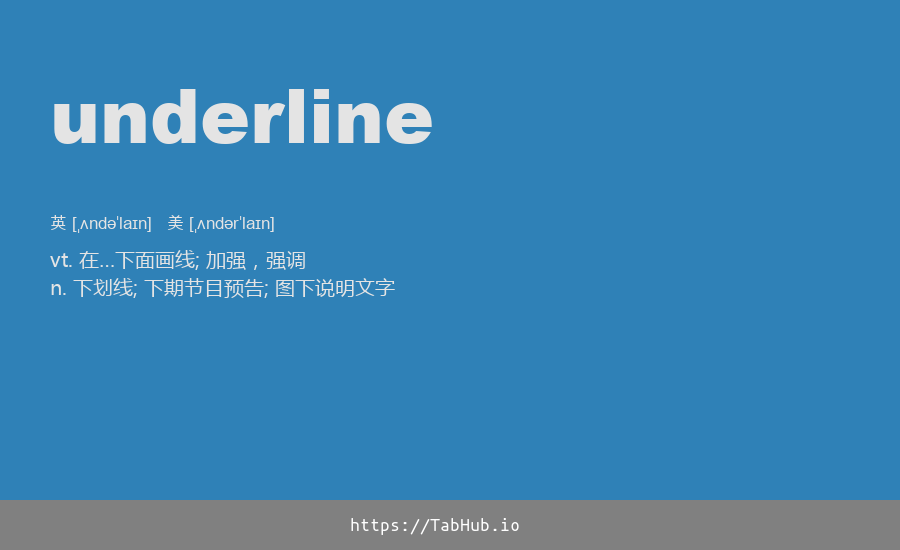 underline
英 [ˌʌndəˈlaɪn] 美 [ˌʌndərˈlaɪn]
vt. 在...下面画线; 加强，强调
n. 下划线; 下期节目预告; 图下说明文字
https://TabHub.io